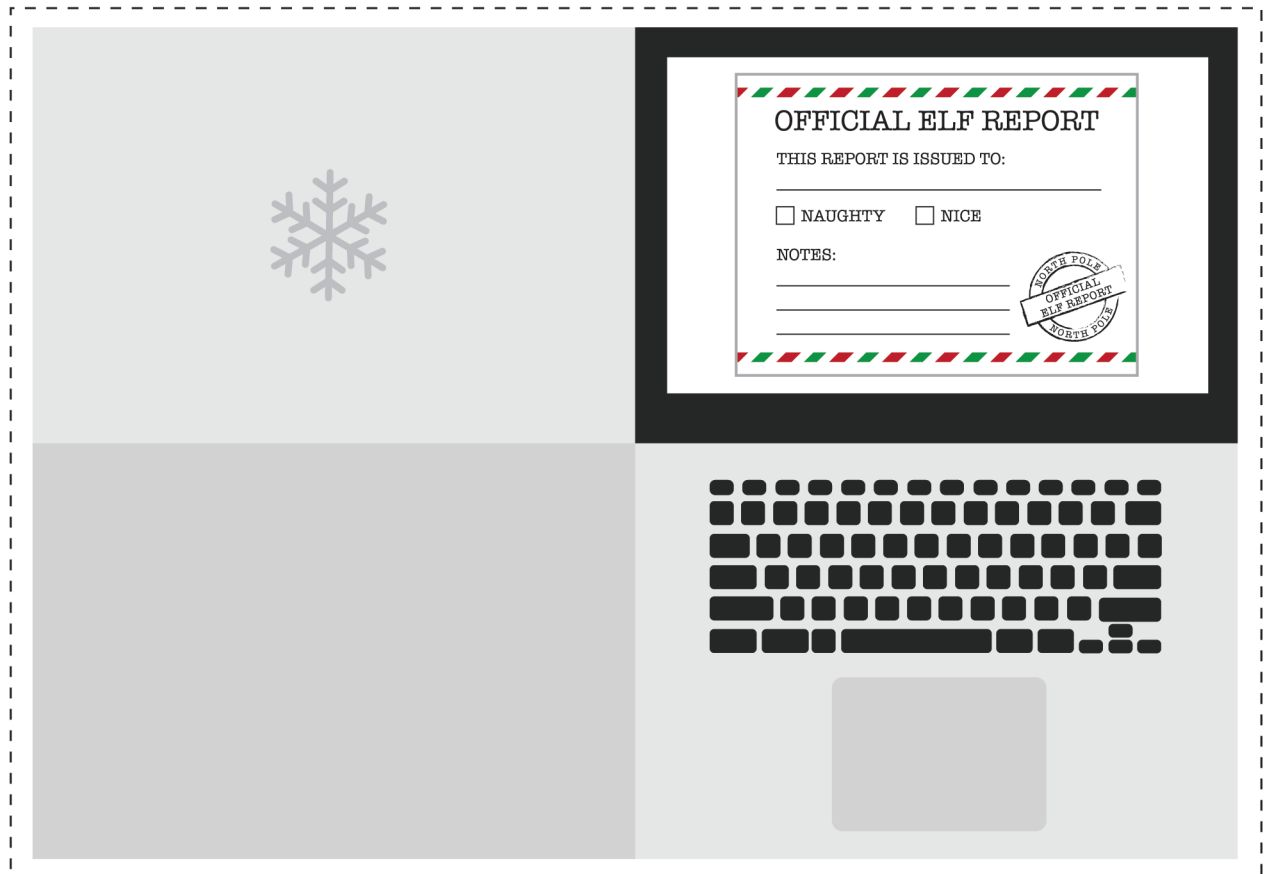 OFFICIAL ELF REPORT
THIS REPORT IS ISSUED TO:
NAUGHTY NICE
NOTES:
NORTH POLE
OFFICIAL
ELF REPORT
NORTH POLE